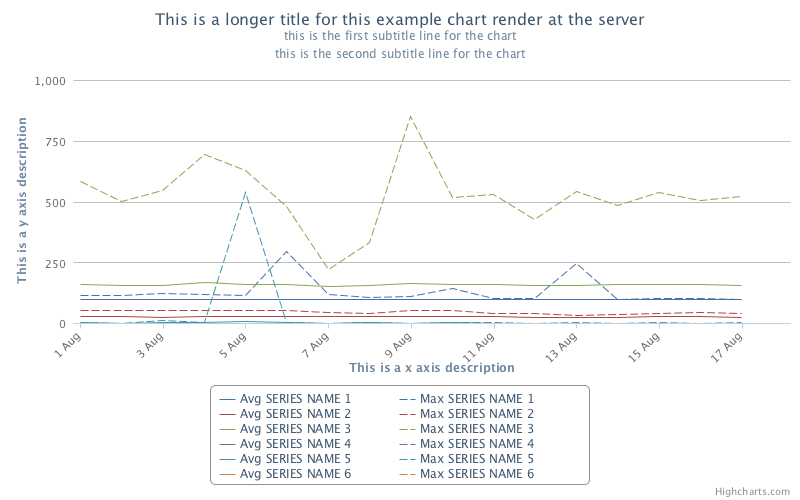 This is a longer title for this example chart render at the server
this is the first subtitle line for the chart
this is the second subtitle line for the chart
This is a y axis description
1,000
750
500
250
0
1 Aug 3 Aug 5 Aug 7 Aug 9 Aug 11 Aug 13 Aug 15 Aug 17 Aug
This is a x axis description
Avg SERIES NAME 1 Max SERIES NAME 1
Avg SERIES NAME 2 Max SERIES NAME 2
Avg SERIES NAME 3 Max SERIES NAME 3
Avg SERIES NAME 4 Max SERIES NAME 4
Avg SERIES NAME 5 Max SERIES NAME 5
Avg SERIES NAME 6 Max SERIES NAME 6
Highcharts.com